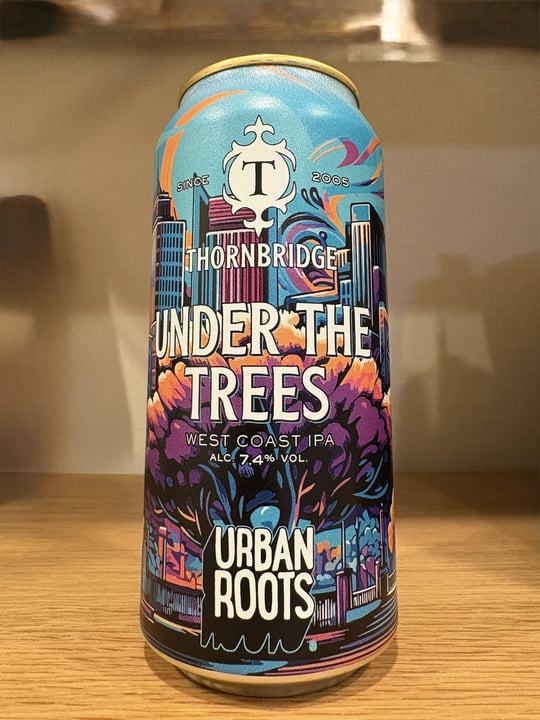 SINCE 2005
T
THORNBRIDGE
UNDER THE
TREES
WEST COAST IPA
ALC. 7.4% VOL.
URBAN
ROOTS